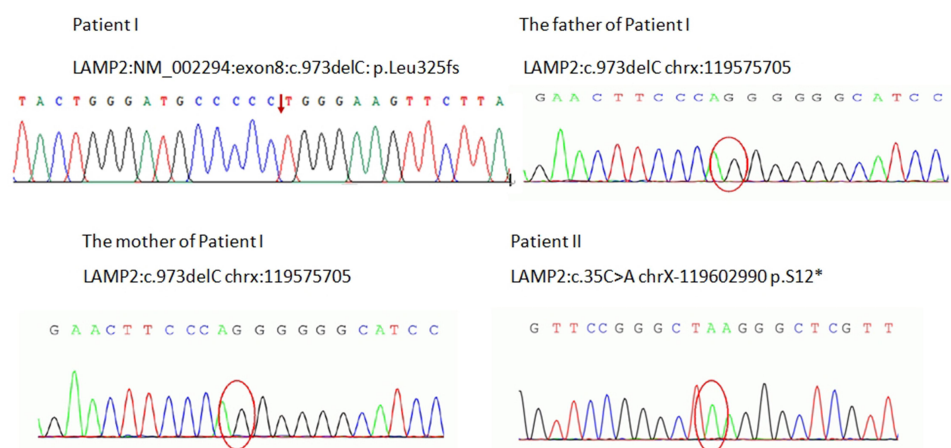 Patient I
LAMP2:NM_002294:exon8:c.973delC: p.Leu325fs
T A C T G G G A T G C C C C C T G G G A A G T T C T T A
The father of Patient I
LAMP2:c.973delC chrx:119575705
G A A C T T C C C A G G G G G G C A T C C
The mother of Patient I
LAMP2:c.973delC chrx:119575705
G A A C T T C C C A G G G G G G C A T C C
Patient II
LAMP2:c.35C>A chrX-119602990 p.S12*
G T T C C G G G C T A A G G G C T C G T T